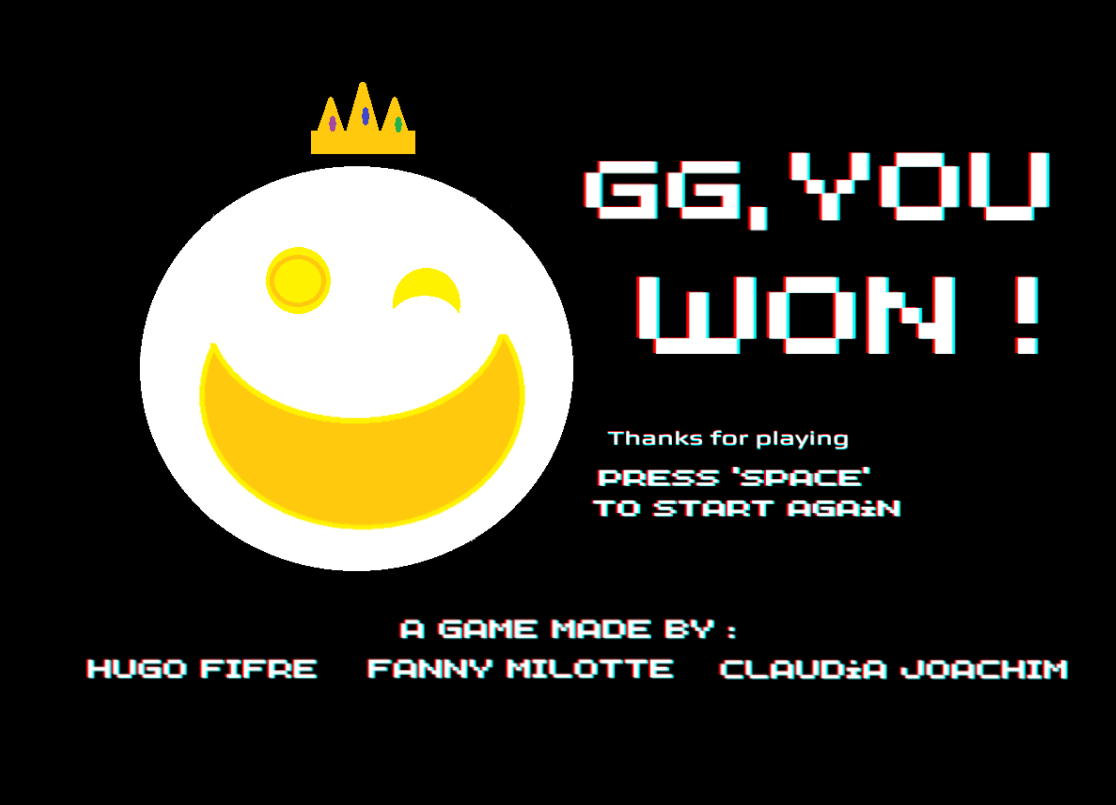 GG, YOU
WON !
Thanks for playing
PRESS 'SPACE'
TO START AGAiN
A GAME MADE BY :
HUGO FIFRE FANNY MILOTTE CLAUDiA JOACHIM